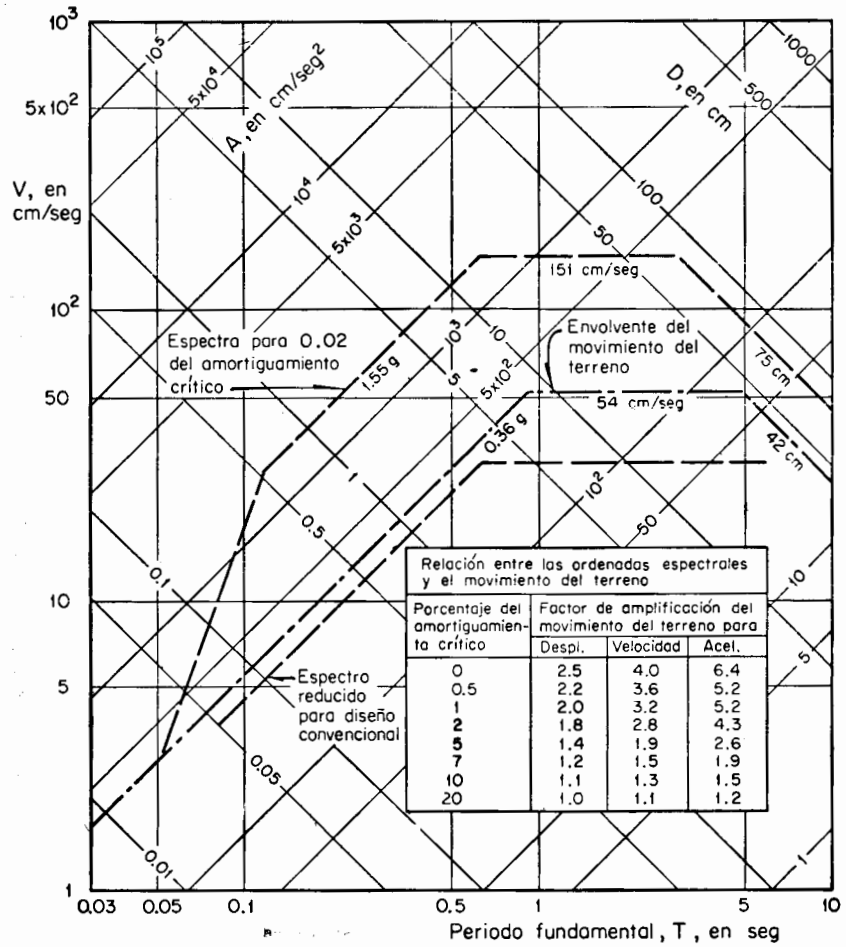 10³
5x10²
V, en
cm/seg
10²
50
10
5
1
0.03
0.05
0.1
0.5
1
5
10
Periodo fundamental, T, en seg
10⁵
5x10⁴
A, en cm/seg²
10⁴
5x10³
10³
5x10²
10²
D, en cm
1000
500
100
50
10
5
1
0.5
0.1
0.05
0.01
50
10
5
1
151 cm/seg
Espectra para 0.02
del amortiguamiento
crítico
1.55g
Envolvente del
movimiento del
terreno
54 cm/seg
75 cm
42 cm
0.36 g
Espectro
reducido
para diseño
convencional
Relación entre las ordenadas espectrales
y el movimiento del terreno
Porcentaje del
amortiguamien-
ta crítico
Factor de amplificación del
movimiento del terreno para
Despl. Velocidad Acel.
0 2.5 4.0 6.4
0.5 2.2 3.6 5.2
1 2.0 3.2 5.2
2 1.8 2.8 4.3
5 1.4 1.9 2.6
7 1.2 1.5 1.9
10 1.1 1.3 1.5
20 1.0 1.1 1.2